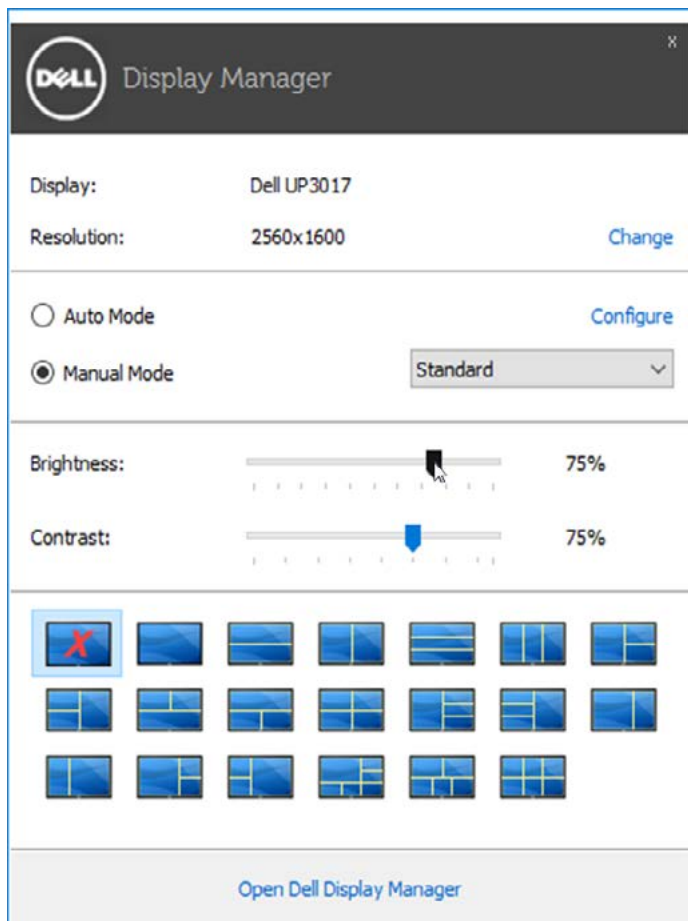 DELL Display Manager X
Display: Dell UP3017
Resolution: 2560x1600 Change
Auto Mode Configure
Manual Mode Standard
Brightness: 75%
Contrast: 75%
X
Open Dell Display Manager